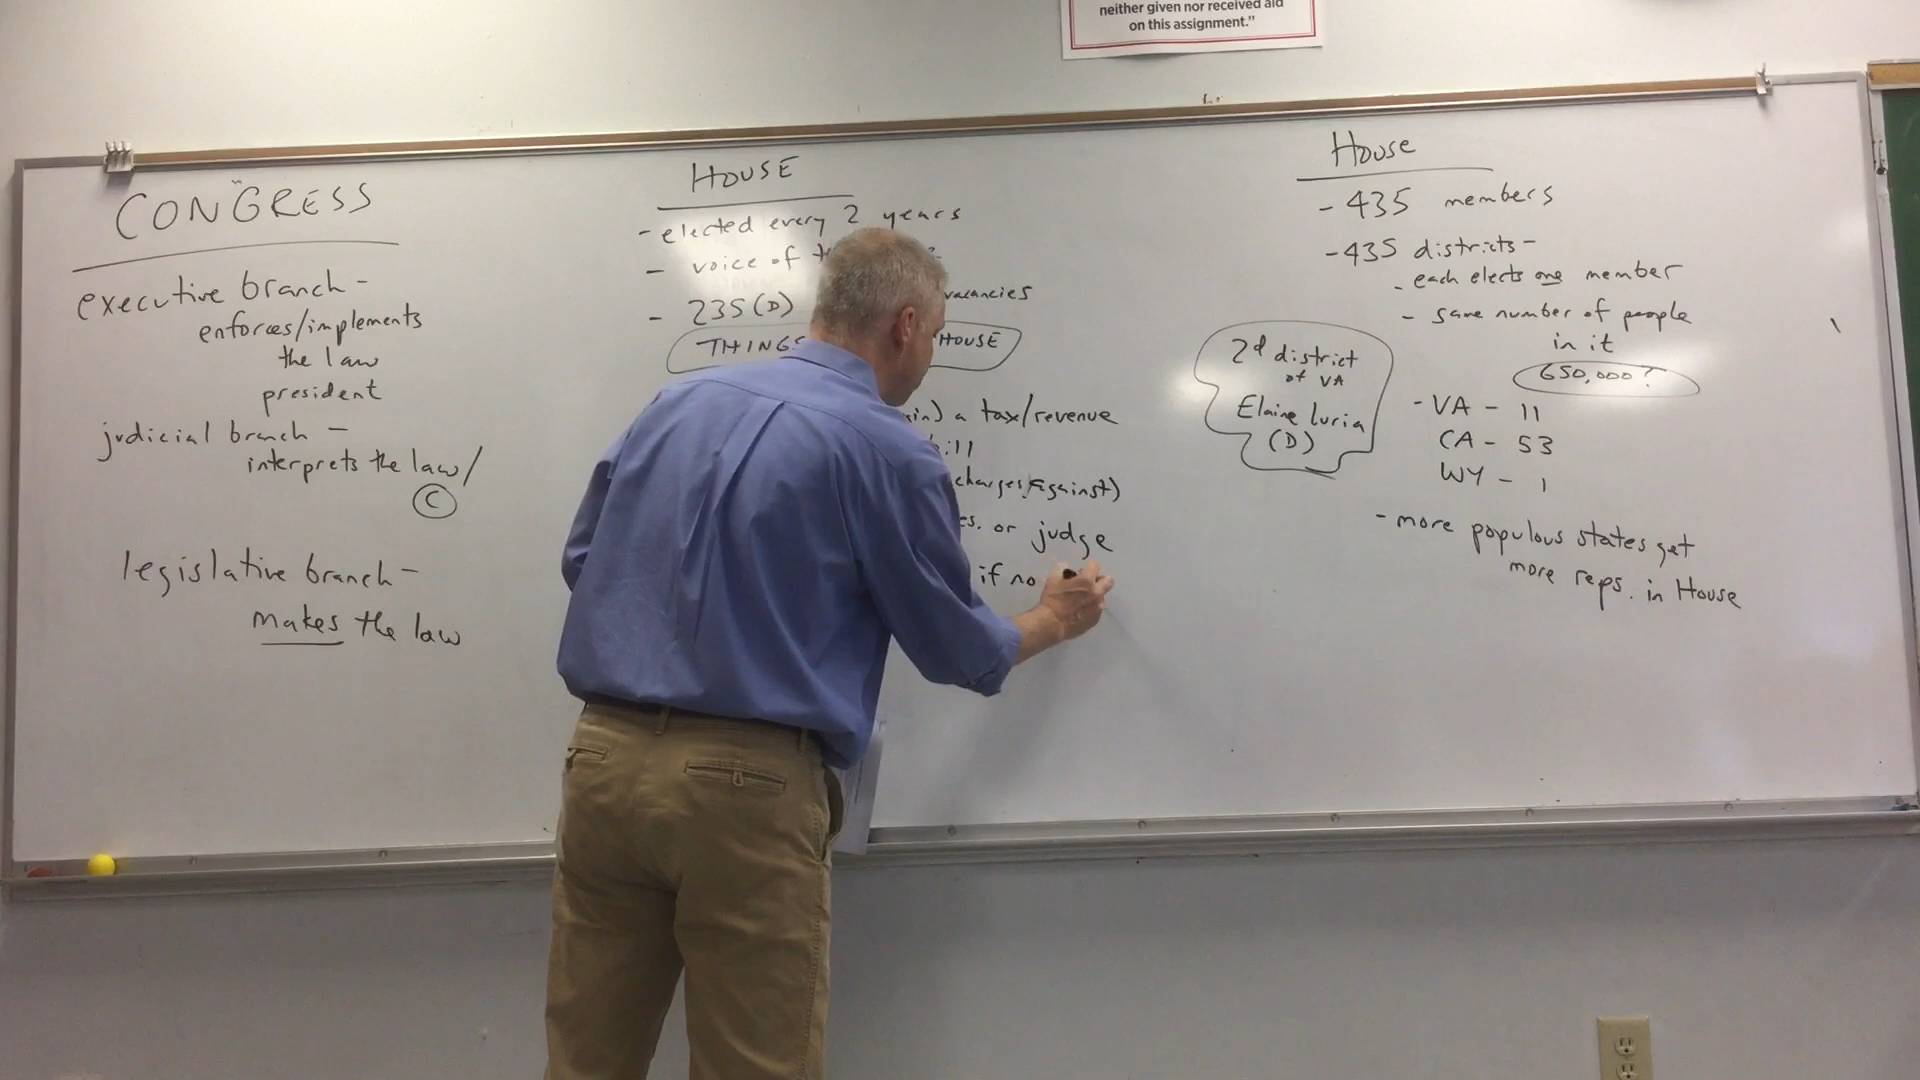 neither given nor received aid
on this assignment."
CONGRESS
executive branch -
enforces/implements
the law
president
judicial branch -
interprets the law/
C
legislative branch -
makes the law
HOUSE
- elected every 2 years
- voice of
- 235 (D) vacancies
THINGS HOUSE
a tax/revenue
charges against)
or judge
if no
House
- 435 members
- 435 districts -
- each elects one member
- same number of people
in it
650,000?
2d district
of VA
Elaine Luria
(D)
- VA - 11
CA - 53
WY - 1
- more populous states get
more reps. in House